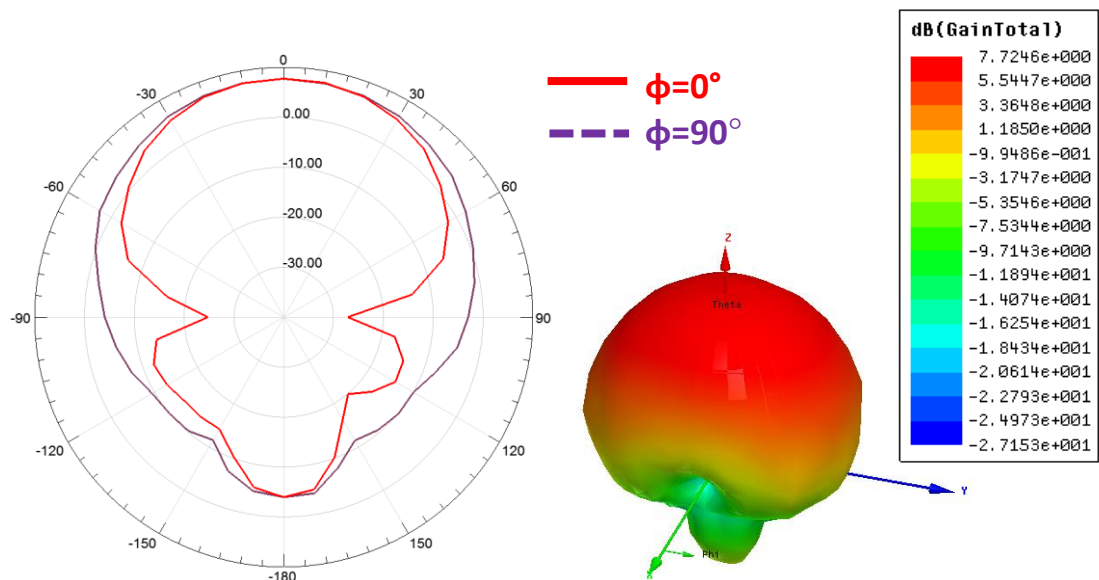 0
30
60
90
120
150
-180
-150
-120
-90
-60
-30
0.00
-10.00
-20.00
-30.00
ϕ=0°
ϕ=90°
Z
Theta
Y
X
Phi
dB(GainTotal)
7.7246e+000
5.5447e+000
3.3648e+000
1.1850e+000
-9.9486e-001
-3.1747e+000
-5.3546e+000
-7.5344e+000
-9.7143e+000
-1.1894e+001
-1.4074e+001
-1.6254e+001
-1.8434e+001
-2.0614e+001
-2.2793e+001
-2.4973e+001
-2.7153e+001